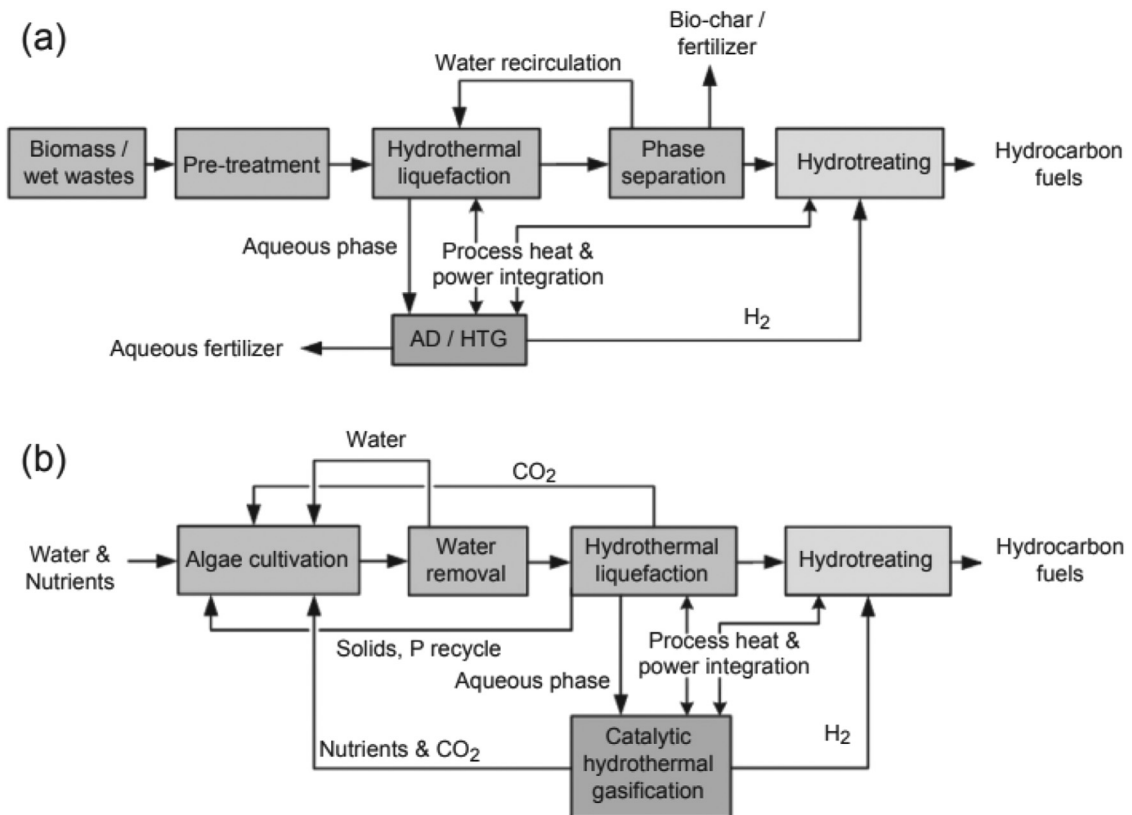 (a)
Bio-char /
fertilizer
Water recirculation
Biomass /
wet wastes
Pre-treatment
Hydrothermal
liquefaction
Phase
separation
Hydrotreating
Hydrocarbon
fuels
Aqueous phase
Process heat &
power integration
H2
AD / HTG
Aqueous fertilizer
(b)
Water
CO2
Water &
Nutrients
Algae cultivation
Water
removal
Hydrothermal
liquefaction
Hydrotreating
Hydrocarbon
fuels
Solids, P recycle
Process heat &
power integration
Aqueous phase
Nutrients & CO2
Catalytic
hydrothermal
gasification
H2